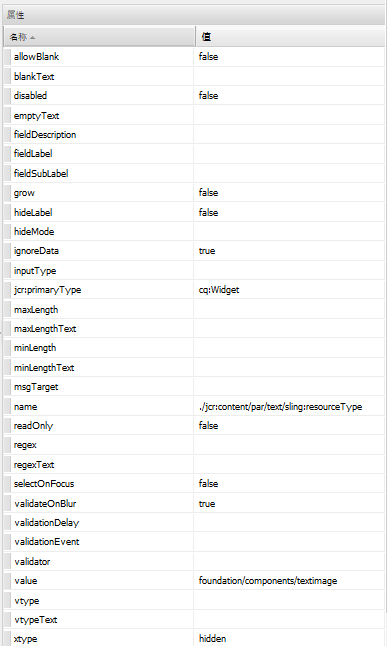 属性
名称 值
allowBlank false
blankText
disabled false
emptyText
fieldDescription
fieldLabel
fieldSubLabel
grow false
hideLabel false
hideMode
ignoreData true
inputType
jcr:primaryType cq:Widget
maxLength
maxLengthText
minLength
minLengthText
msgTarget
name ./jcr:content/par/text/sling:resourceType
readOnly false
regex
regexText
selectOnFocus false
validateOnBlur true
validationDelay
validationEvent
validator
value foundation/components/textimage
vtype
vtypeText
xtype hidden